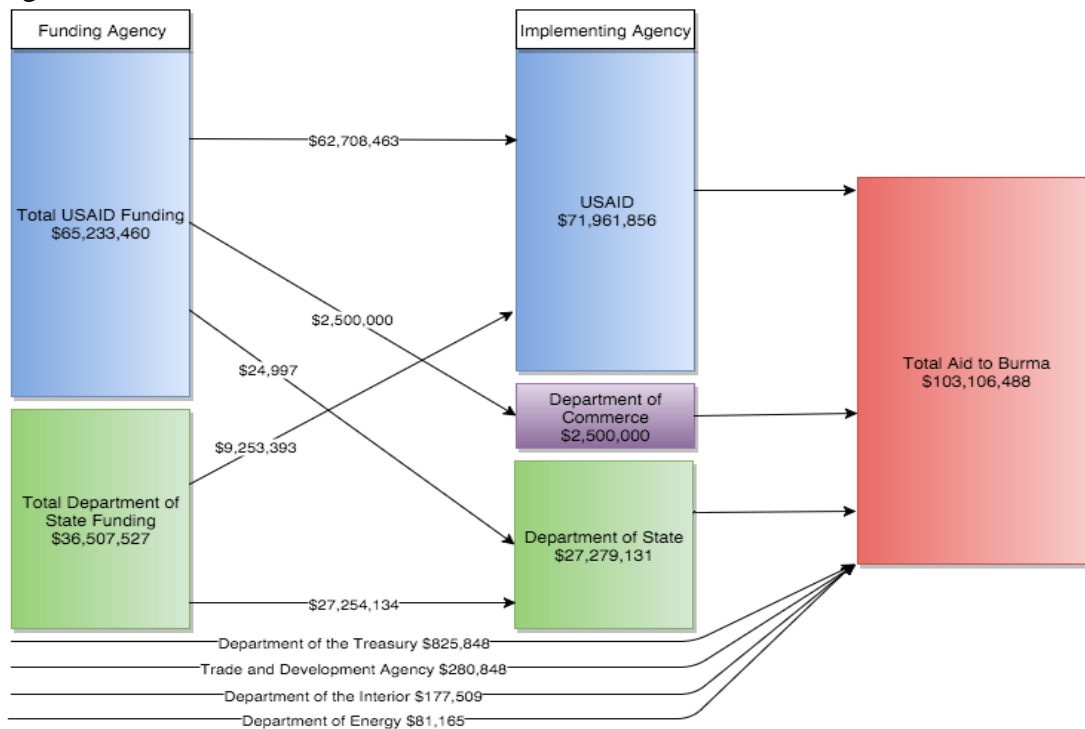 Funding Agency
Implementing Agency
Total USAID Funding
$65,233,460
$62,708,463
$2,500,000
$24,997
$9,253,393
USAID
$71,961,856
Department of
Commerce
$2,500,000
Total Department of
State Funding
$36,507,527
$27,254,134
Department of State
$27,279,131
Total Aid to Burma
$103,106,488
Department of the Treasury $825,848
Trade and Development Agency $280,848
Department of the Interior $177,509
Department of Energy $81,165